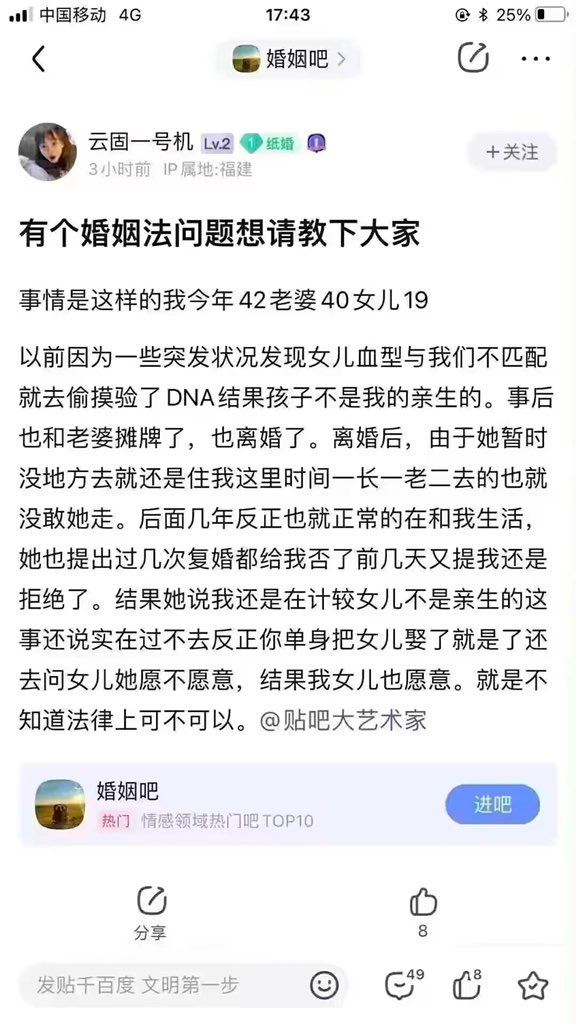 中国移动 4G 17:43 25%
婚姻吧
云固一号机 Lv.2 1 纸婚
3小时前 IP属地:福建
+关注
有个婚姻法问题想请教下大家
事情是这样的我今年42老婆40女儿19
以前因为一些突发状况发现女儿血型与我们不匹配
就去偷摸验了DNA结果孩子不是我的亲生的。事后
也和老婆摊牌了，也离婚了。离婚后，由于她暂时
没地方去就还是住我这里时间一长一老二去的也就
没敢她走。后面几年反正也就正常的在和我生活，
她也提出过几次复婚都给我否了前几天又提我还是
拒绝了。结果她说我还是在计较女儿不是亲生的这
事还说实在过不去反正你单身把女儿娶了就是了还
去问女儿她愿不愿意，结果我女儿也愿意。就是不
知道法律上可不可以。@贴吧大艺术家
婚姻吧
热门 情感领域热门吧TOP10
进吧
分享
8
发贴千百度 文明第一步
49
8